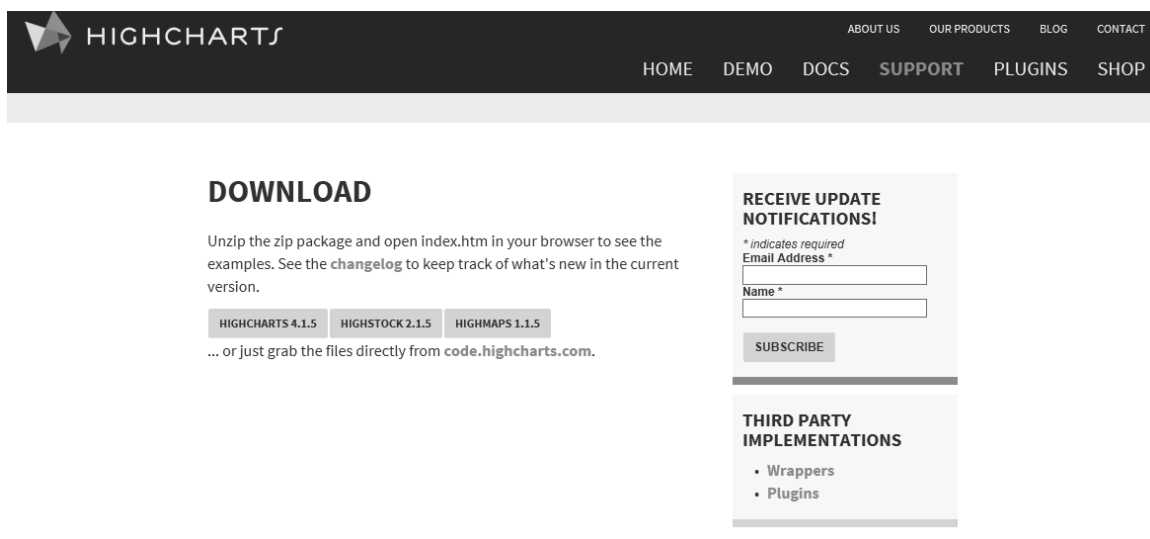 HIGHCHARTS
ABOUT US OUR PRODUCTS BLOG CONTACT
HOME DEMO DOCS SUPPORT PLUGINS SHOP
DOWNLOAD
Unzip the zip package and open index.htm in your browser to see the
examples. See the changelog to keep track of what's new in the current
version.
HIGHCHARTS 4.1.5 HIGHSTOCK 2.1.5 HIGHMAPS 1.1.5
... or just grab the files directly from code.highcharts.com.
RECEIVE UPDATE
NOTIFICATIONS!
* indicates required
Email Address *
Name *
SUBSCRIBE
THIRD PARTY
IMPLEMENTATIONS
• Wrappers
• Plugins